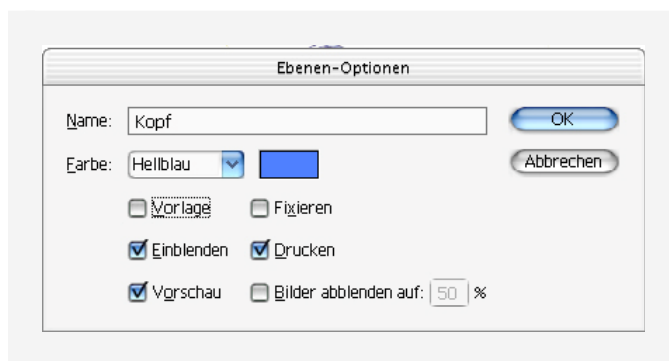 Ebenen-Optionen
Name: Kopf OK
Farbe: Hellblau Abbrechen
Vorlage Fixieren
Einblenden Drucken
Vorschau Bilder abblenden auf: 50 %